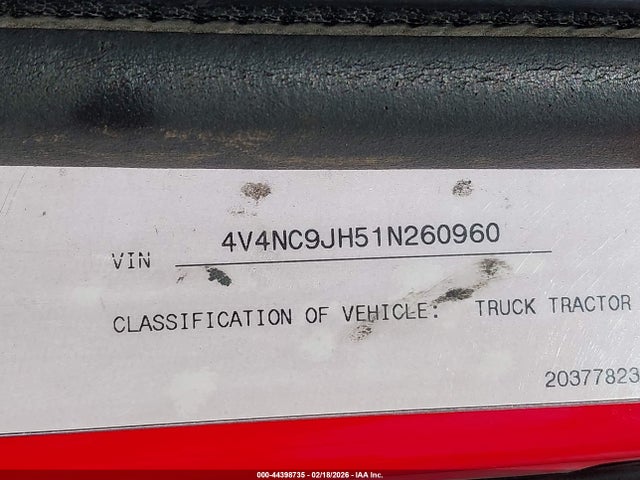 VIN 4V4NC9JH51N260960
CLASSIFICATION OF VEHICLE: TRUCK TRACTOR
20377823
000-44398735 - 02/18/2026 - IAA Inc.